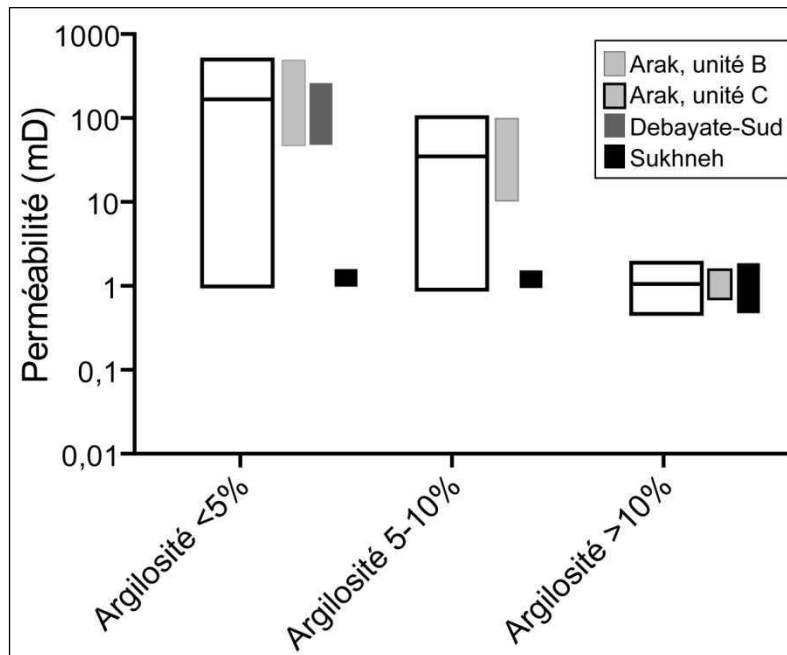 Perméabilité (mD)
1000
100
10
1
0,1
0,01
Arak, unité B
Arak, unité C
Debayate-Sud
Sukhneh
Argilosité <5%
Argilosité 5-10%
Argilosité >10%